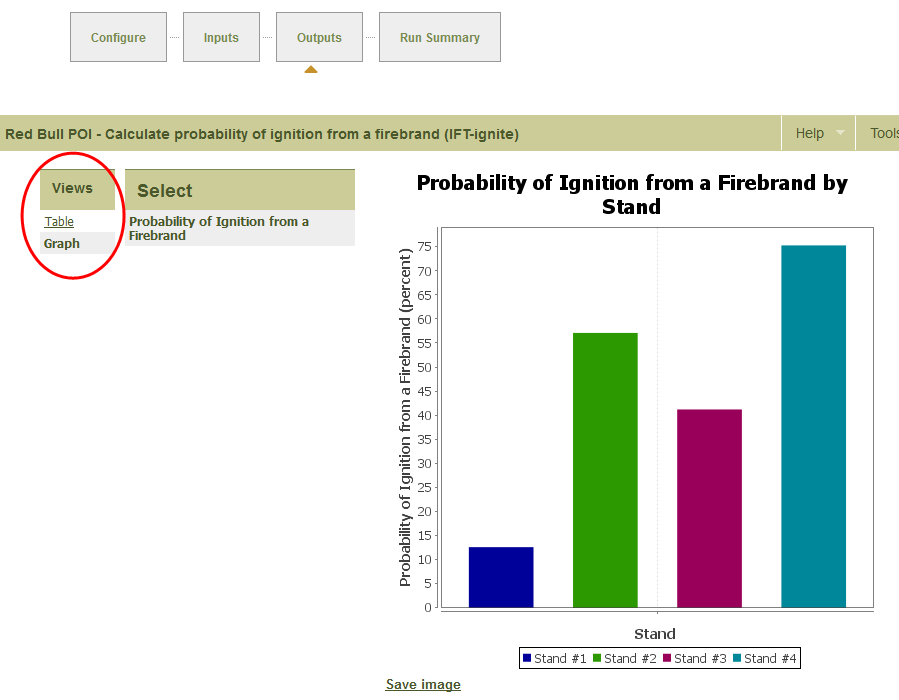 Configure
Inputs
Outputs
Run Summary
Red Bull POI - Calculate probability of ignition from a firebrand (IFT-ignite)
Help
Tools
Views
Table
Graph
Select
Probability of Ignition from a
Firebrand
Probability of Ignition from a Firebrand by
Stand
Probability of Ignition from a Firebrand (percent)
75
70
65
60
55
50
45
40
35
30
25
20
15
10
5
0
Stand
Stand #1 Stand #2 Stand #3 Stand #4
Save image